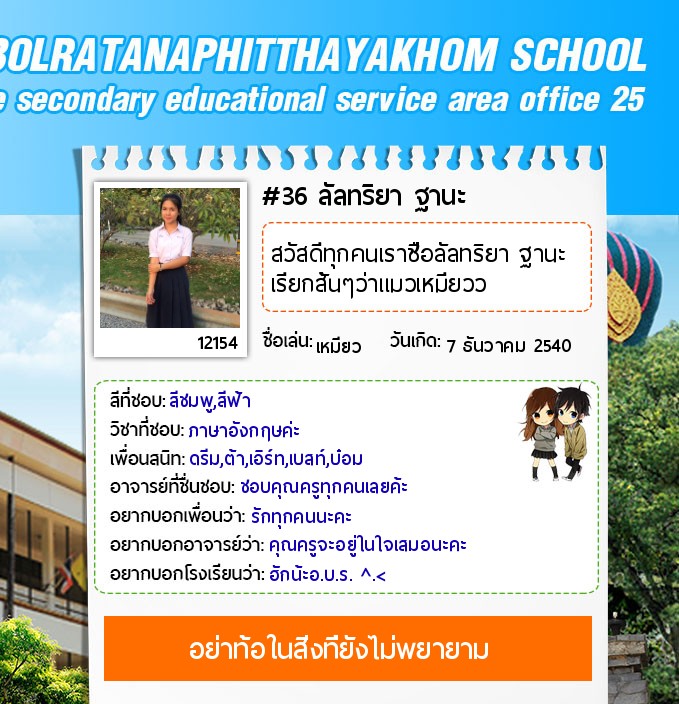 BOLRATANAPHITTHAYAKHOM SCHOOL
e secondary educational service area office 25
#36 ลัลทริยา ฐานะ
สวัสดีทุกคนเราชื่อลัลทริยา ฐานะ
เรียกสั้นๆว่าแมวเหมียวว
12154
ชื่อเล่น: เหมียว วันเกิด: 7 ธันวาคม 2540
สีที่ชอบ: สีชมพู,สีฟ้า
วิชาที่ชอบ: ภาษาอังกฤษค่ะ
เพื่อนสนิท: ดรีม,ต้า,เอิร์ท,เบสท์,บ๋อม
อาจารย์ที่ชื่นชอบ: ชอบคุณครูทุกคนเลยค้ะ
อยากบอกเพื่อนว่า: รักทุกคนนะคะ
อยากบอกอาจารย์ว่า: คุณครูจะอยู่ในใจเสมอนะคะ
อยากบอกโรงเรียนว่า: ฮักน้ะอ.บ.ร. ^.<
อย่าท้อในสิ่งที่ยังไม่พยายาม